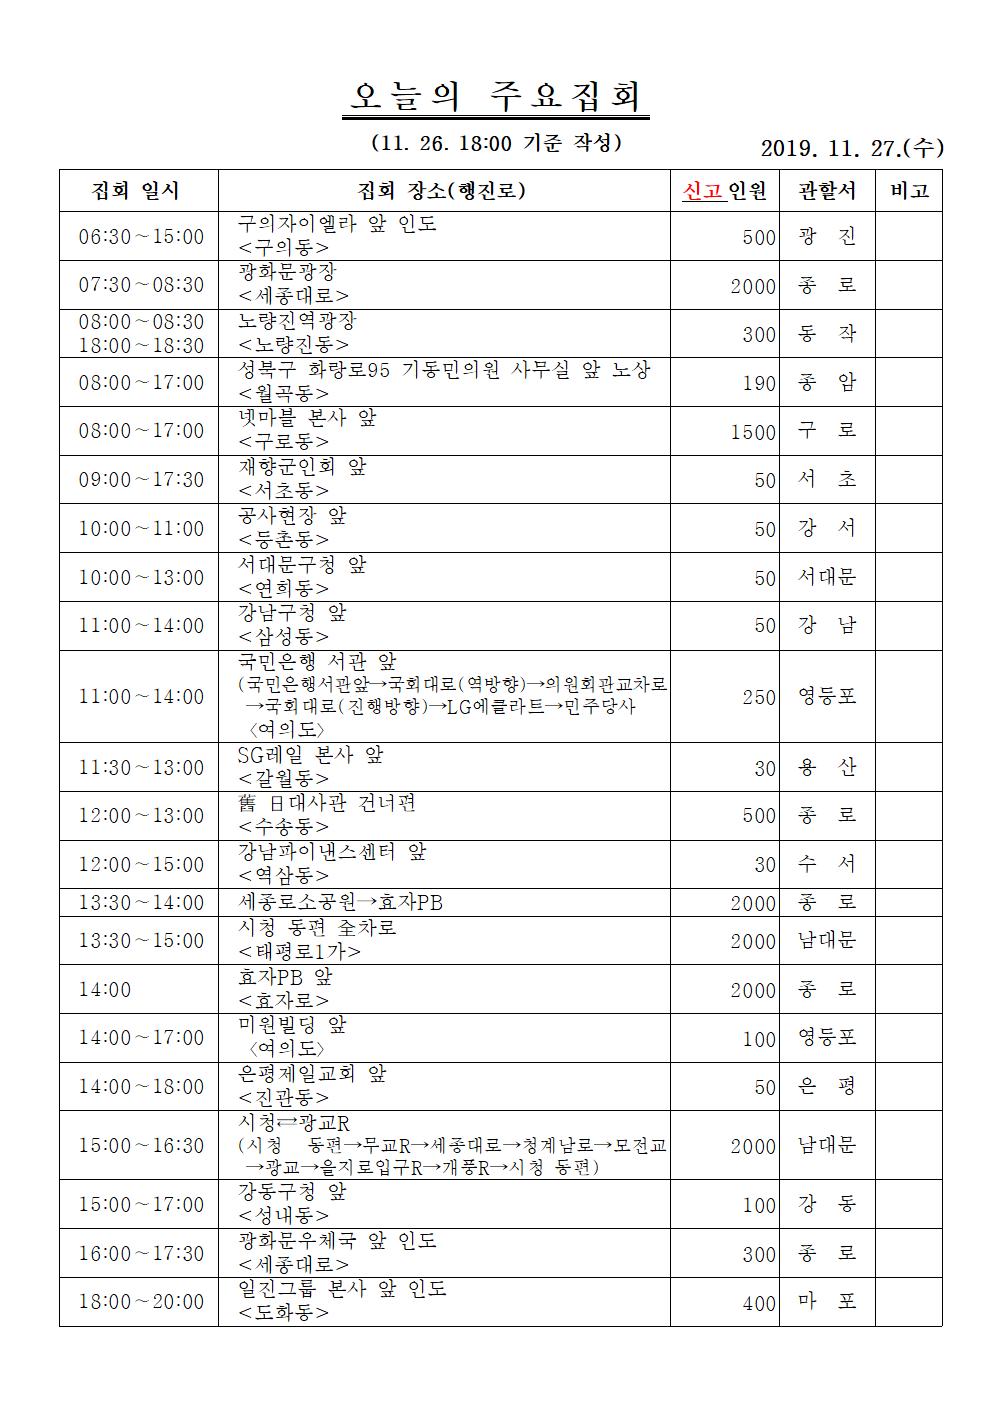 오늘의 주요집회
(11. 26. 18:00 기준 작성)
2019. 11. 27.(수)
집회 일시 집회 장소(행진로) 신고인원 관할서 비고
06:30~15:00 구의자이엘라 앞 인도
<구의동> 500 광 진
07:30~08:30 광화문광장
<세종대로> 2000 종 로
08:00~08:30 노량진역광장
18:00~18:30 <노량진동> 300 동 작
08:00~17:00 성북구 화랑로95 기동민의원 사무실 앞 노상
<월곡동> 190 종 암
08:00~17:00 넷마블 본사 앞
<구로동> 1500 구 로
09:00~17:30 재향군인회 앞
<서초동> 50 서 초
10:00~11:00 공사현장 앞
<등촌동> 50 강 서
10:00~13:00 서대문구청 앞
<연희동> 50 서대문
11:00~14:00 강남구청 앞
<삼성동> 50 강 남
11:00~14:00 국민은행 서관 앞
(국민은행서관앞→국회대로(역방향)→의원회관교차로
→국회대로(진행방향)→LG에클라트→민주당사
〈여의도〉 250 영등포
11:30~13:00 SG레일 본사 앞
<갈월동> 30 용 산
12:00~13:00 舊 日대사관 건너편
<수송동> 500 종 로
12:00~15:00 강남파이낸스센터 앞
<역삼동> 30 수 서
13:30~14:00 세종로소공원→효자PB 2000 종 로
13:30~15:00 시청 동편 全차로
<태평로1가> 2000 남대문
14:00 효자PB 앞
<효자로> 2000 종 로
14:00~17:00 미원빌딩 앞
〈여의도〉 100 영등포
14:00~18:00 은평제일교회 앞
<진관동> 50 은 평
15:00~16:30 시청⇄광교R
(시청 동편→무교R→세종대로→청계남로→모전교
→광교→을지로입구R→개풍R→시청 동편) 2000 남대문
15:00~17:00 강동구청 앞
<성내동> 100 강 동
16:00~17:30 광화문우체국 앞 인도
<세종대로> 300 종 로
18:00~20:00 일진그룹 본사 앞 인도
<도화동> 400 마 포